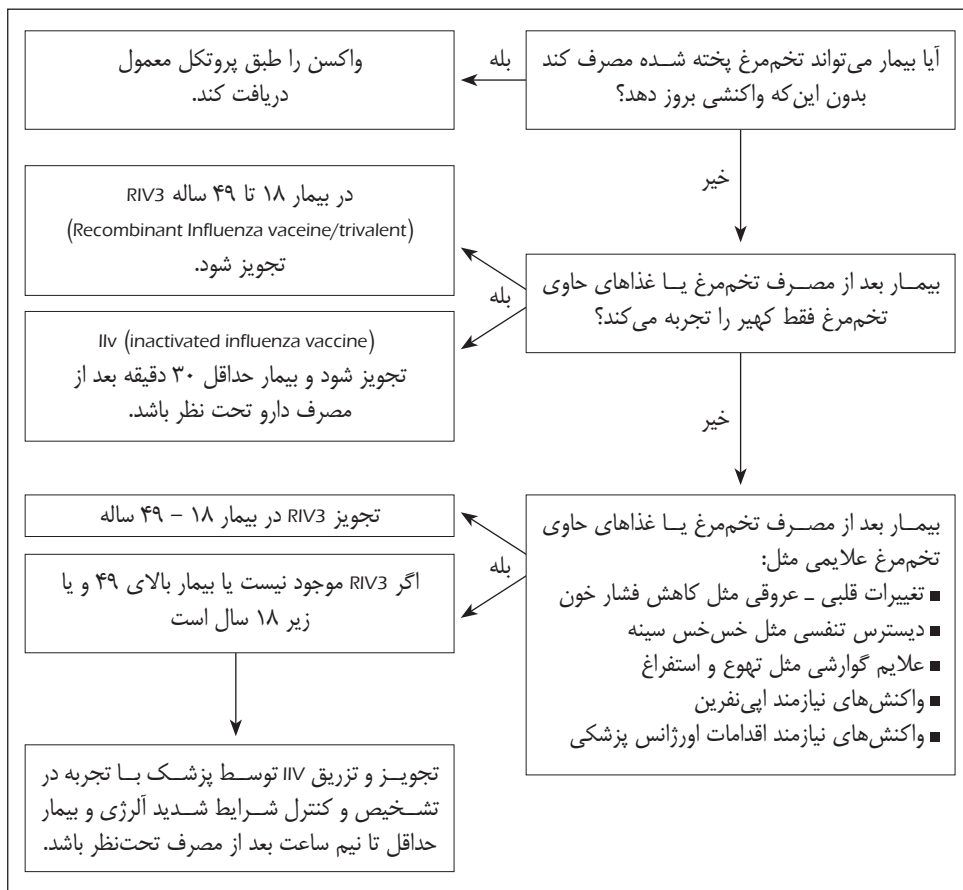 آیا بیمار می‌تواند تخم‌مرغ پخته شده مصرف کند
بدون این‌که واکنشی بروز دهد؟
بله
واکسن را طبق پروتکل معمول
دریافت کند.
خیر
بیمار بعد از مصرف تخم‌مرغ یا غذاهای حاوی
تخم‌مرغ فقط کهیر را تجربه می‌کند؟
بله
در بیمار ۱۸ تا ۴۹ ساله RIV3
(Recombinant Influenza vaceine/trivalent)
تجویز شود.
IIv (inactivated influenza vaccine)
تجویز شود و بیمار حداقل ۳۰ دقیقه بعد از
مصرف دارو تحت نظر باشد.
خیر
بیمار بعد از مصرف تخم‌مرغ یا غذاهای حاوی
تخم‌مرغ علایمی مثل:
■ تغییرات قلبی – عروقی مثل کاهش فشار خون
■ دیسترس تنفسی مثل خس‌خس سینه
■ علایم گوارشی مثل تهوع و استفراغ
■ واکنش‌های نیازمند اپی‌نفرین
■ واکنش‌های نیازمند اقدامات اورژانس پزشکی
بله
تجویز RIV3 در بیمار ۱۸ – ۴۹ ساله
اگر RIV3 موجود نیست یا بیمار بالای ۴۹ و یا
زیر ۱۸ سال است
تجویز و تزریق IIV توسط پزشک با تجربه در
تشخیص و کنترل شرایط شدید آلرژی و بیمار
حداقل تا نیم ساعت بعد از مصرف تحت‌نظر باشد.